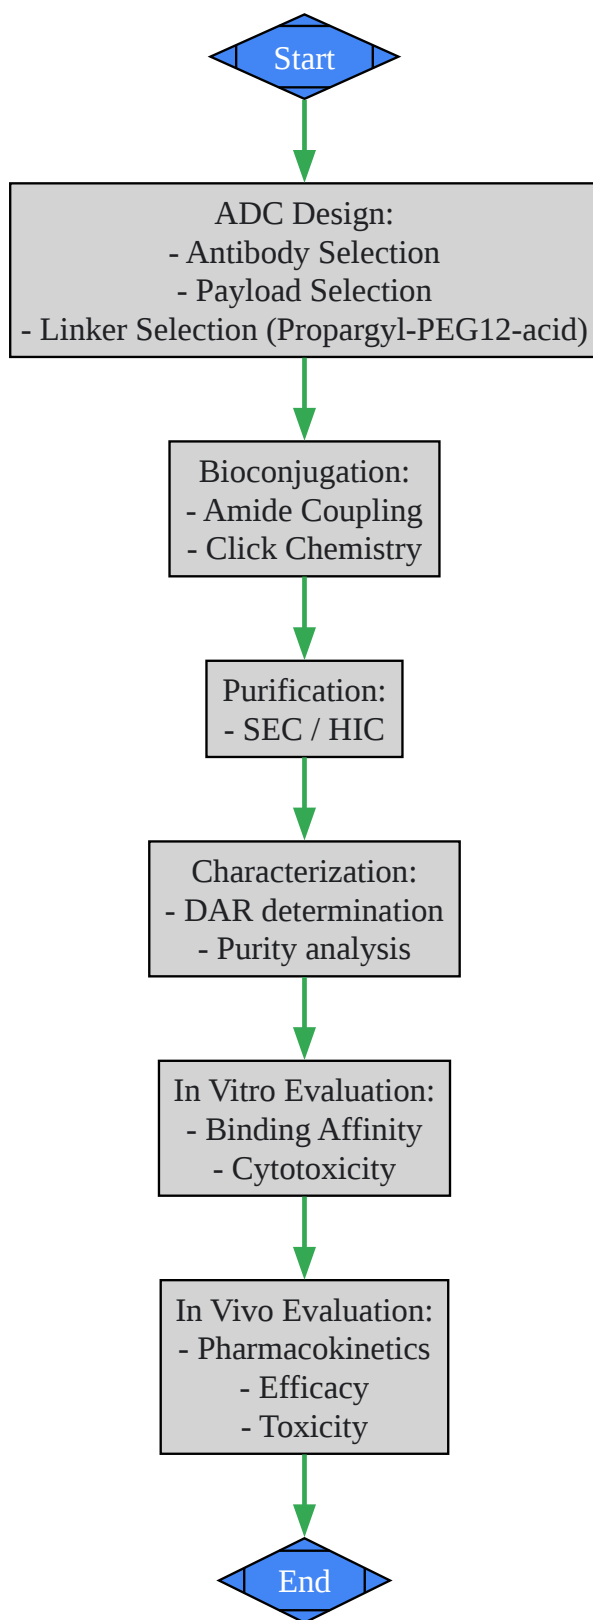 Start
ADC Design:
- Antibody Selection
- Payload Selection
- Linker Selection (Propargyl-PEG12-acid)
Bioconjugation:
- Amide Coupling
- Click Chemistry
Purification:
- SEC / HIC
Characterization:
- DAR determination
- Purity analysis
In Vitro Evaluation:
- Binding Affinity
- Cytotoxicity
In Vivo Evaluation:
- Pharmacokinetics
- Efficacy
- Toxicity
End